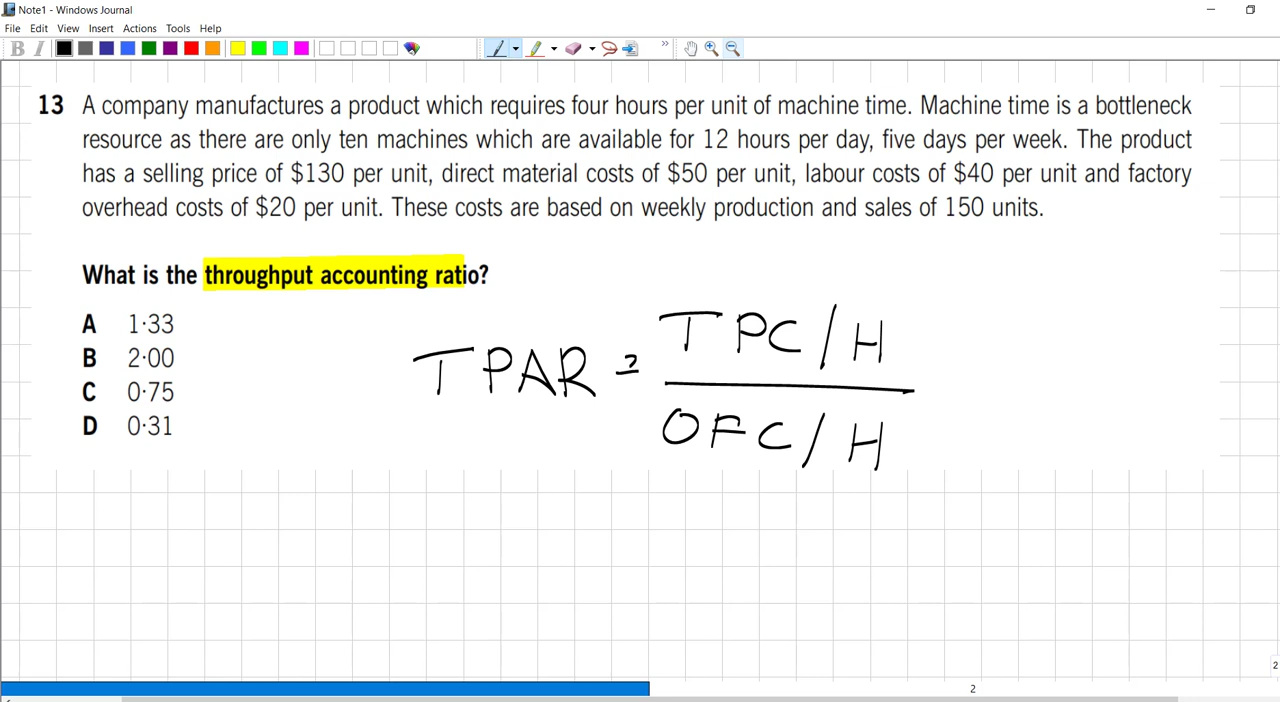 Note1 - Windows Journal
File Edit View Insert Actions Tools Help
B I
13 A company manufactures a product which requires four hours per unit of machine time. Machine time is a bottleneck
resource as there are only ten machines which are available for 12 hours per day, five days per week. The product
has a selling price of $130 per unit, direct material costs of $50 per unit, labour costs of $40 per unit and factory
overhead costs of $20 per unit. These costs are based on weekly production and sales of 150 units.
What is the throughput accounting ratio?
A 1·33
B 2·00
C 0·75
D 0·31
TPC/H
TPAR =
OFC/H
2
2